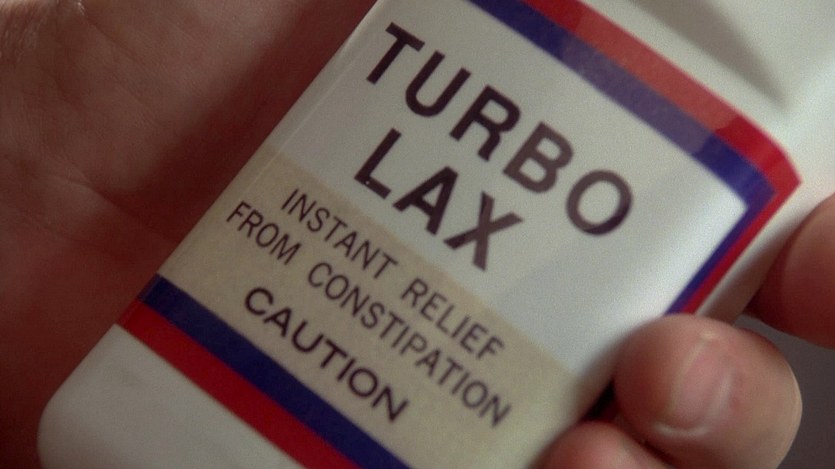 TURBO
LAX
INSTANT RELIEF
FROM CONSTIPATION
CAUTION